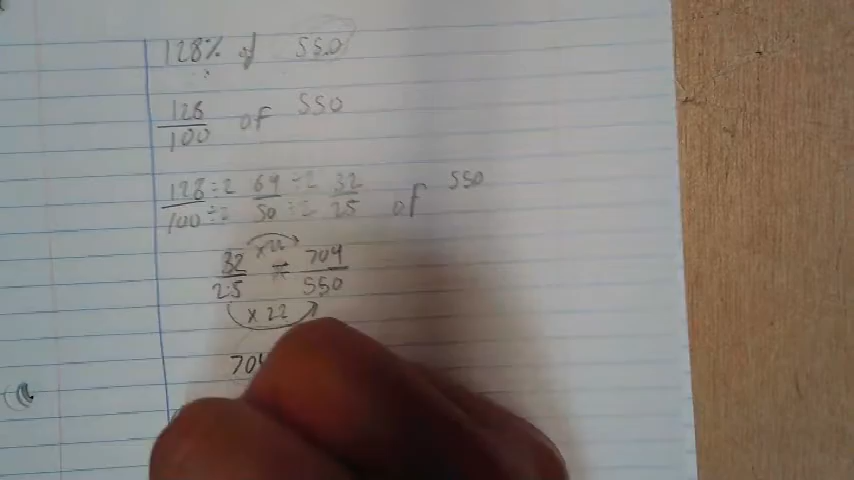 128% of 550
128/100 of 550
128÷2/100÷2 64÷2/50÷2 32/25 of 550
×22
32/25 = 704/550
×22
704